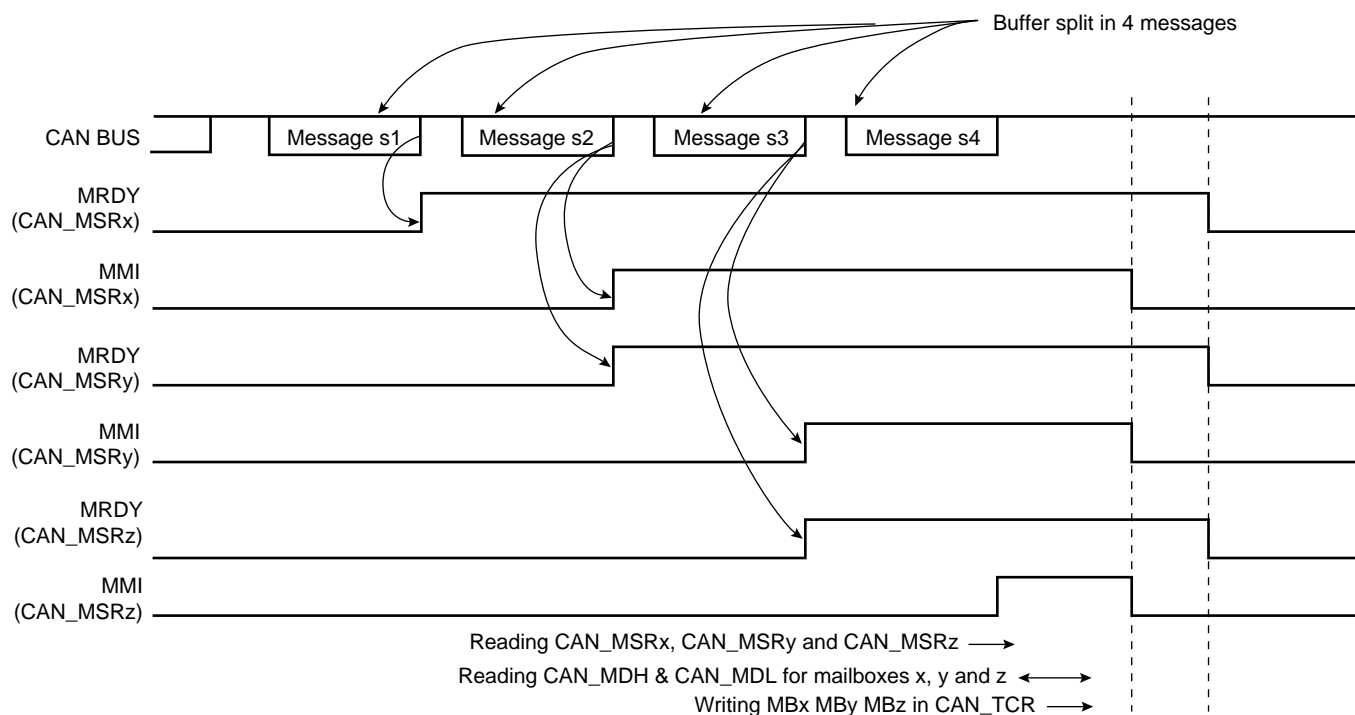 Buffer split in 4 messages
CAN BUS
Message s1
Message s2
Message s3
Message s4
MRDY
(CAN_MSRx)
MMI
(CAN_MSRx)
MRDY
(CAN_MSRy)
MMI
(CAN_MSRy)
MRDY
(CAN_MSRz)
MMI
(CAN_MSRz)
Reading CAN_MSRx, CAN_MSRy and CAN_MSRz
Reading CAN_MDH & CAN_MDL for mailboxes x, y and z
Writing MBx MBy MBz in CAN_TCR